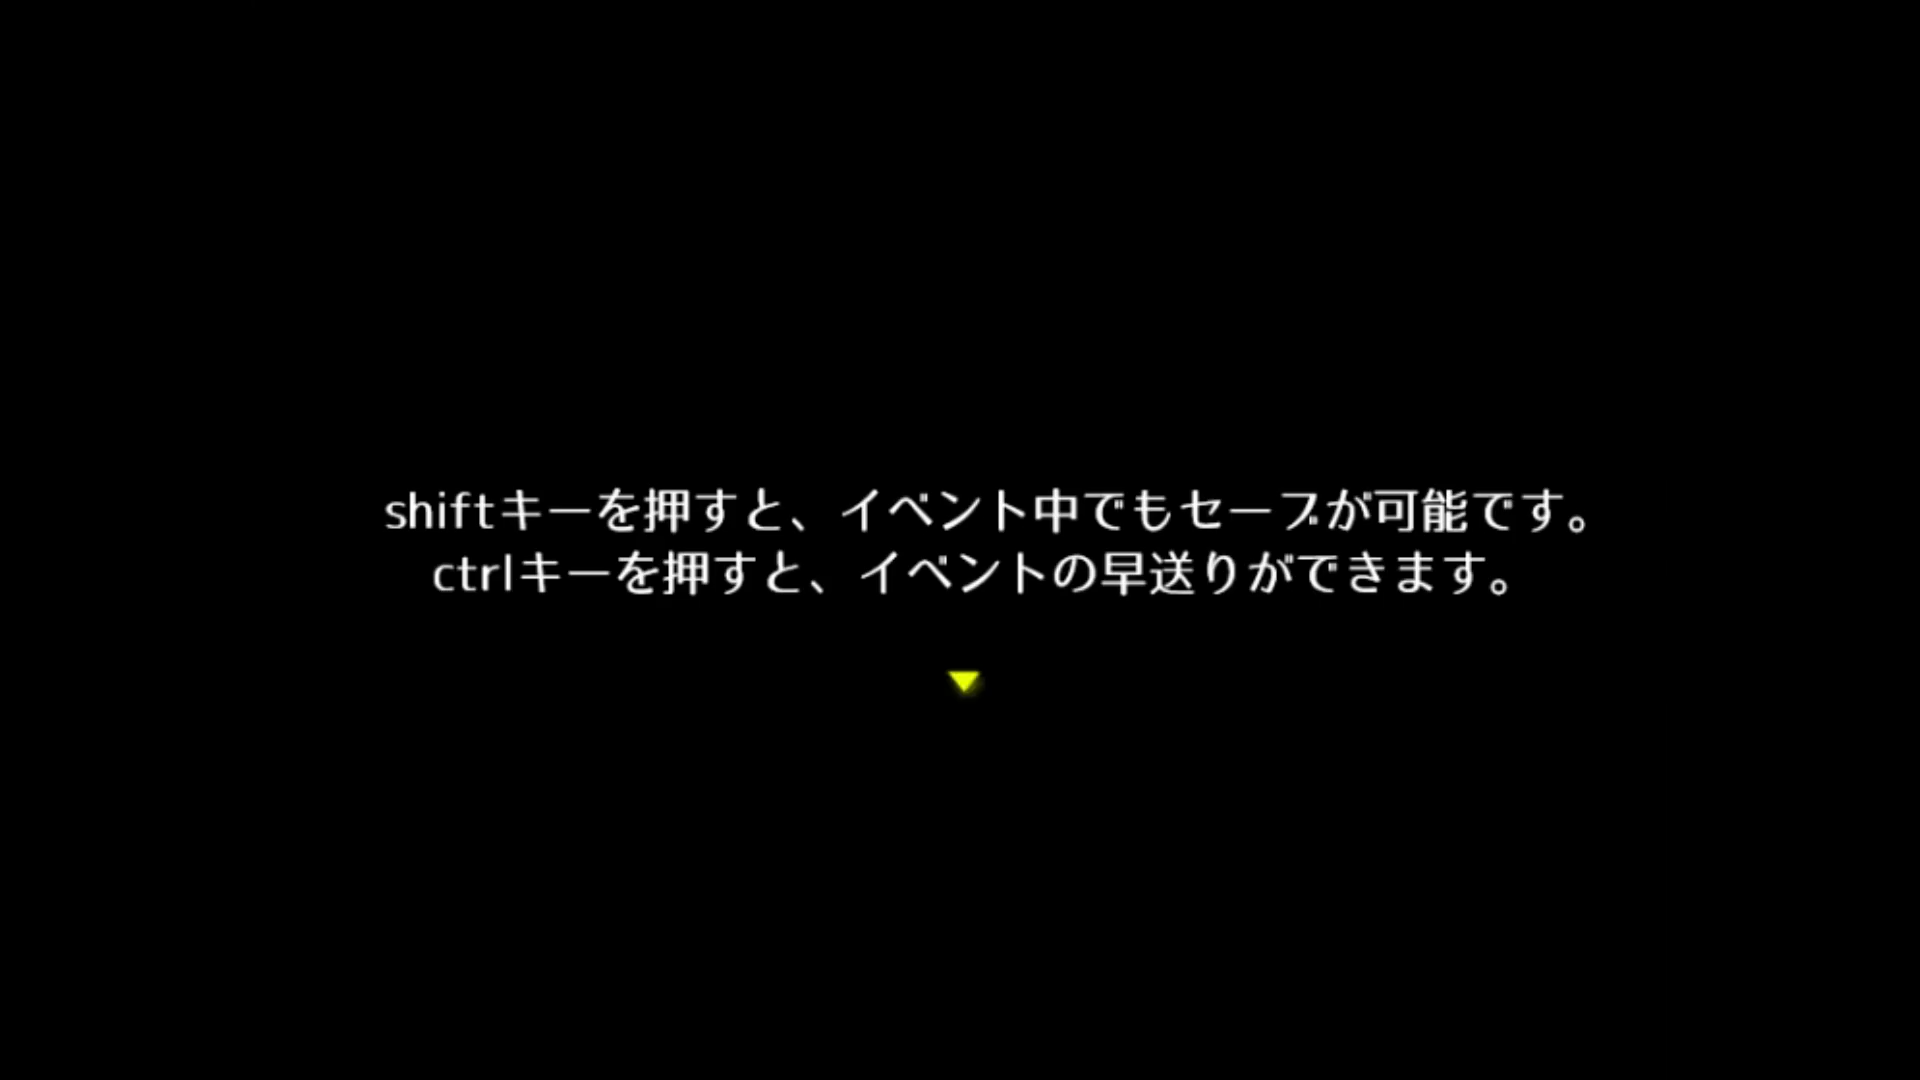 shiftキーを押すと、イベント中でもセーブが可能です。
ctrlキーを押すと、イベントの早送りができます。